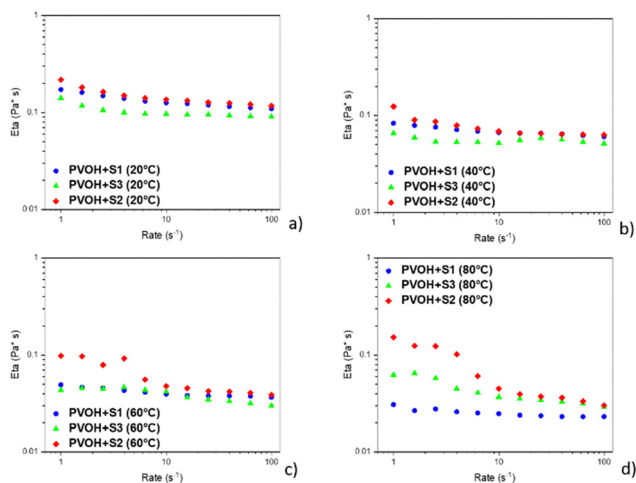 1
Eta (Pa* s)
0.1
PVOH+S1 (20°C)
PVOH+S3 (20°C)
PVOH+S2 (20°C)
0.01
1 10 100
Rate (s⁻¹)
a)
1
Eta (Pa* s)
0.1
PVOH+S1 (40°C)
PVOH+S3 (40°C)
PVOH+S2 (40°C)
0.01
1 10 100
Rate (s⁻¹)
b)
1
Eta (Pa* s)
0.1
PVOH+S1 (60°C)
PVOH+S3 (60°C)
PVOH+S2 (60°C)
0.01
1 10 100
Rate (s⁻¹)
c)
1
PVOH+S1 (80°C)
PVOH+S3 (80°C)
PVOH+S2 (80°C)
Eta (Pa* s)
0.1
0.01
1 10 100
Rate (s⁻¹)
d)